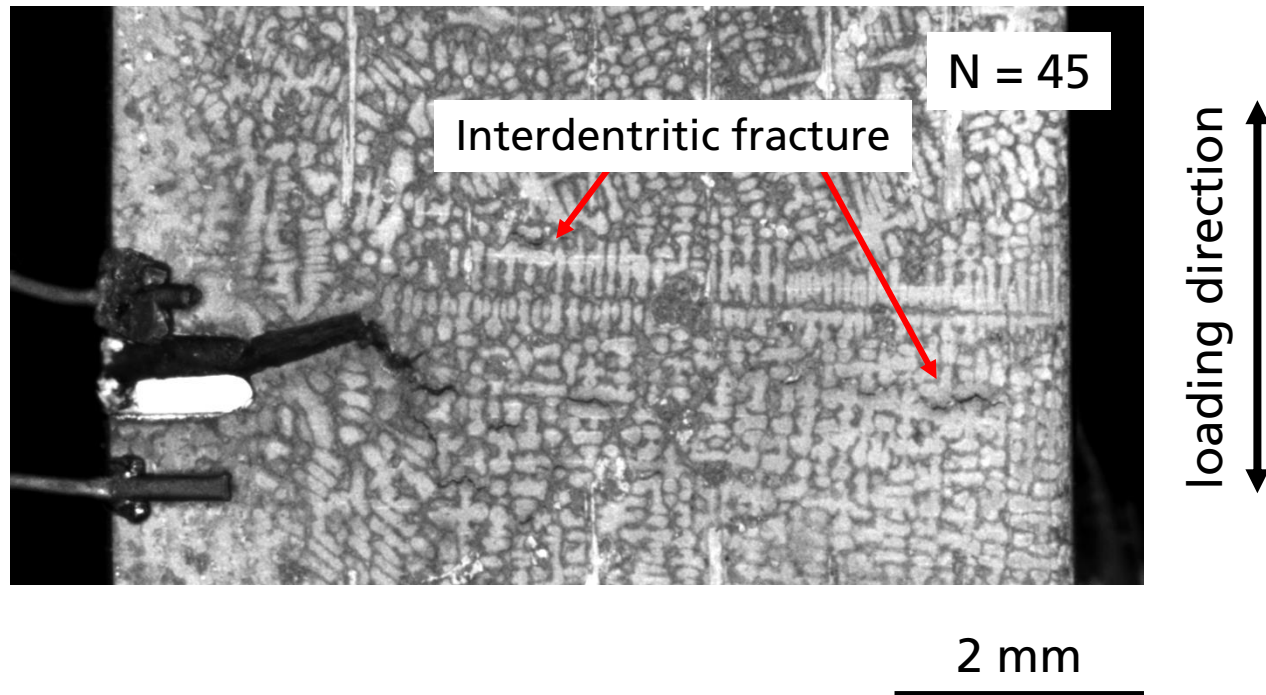 N = 45
Interdentritic fracture
loading direction
2 mm